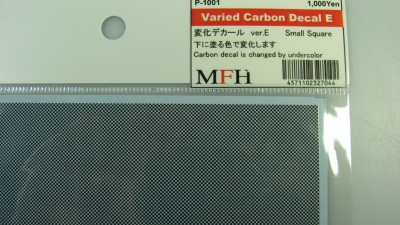 P-1001 1,000Yen
Varied Carbon Decal E
変化デカール ver.E Small Square
下に塗る色で変化します
Carbon decal is changed by undercolor
MFH
4571102327044